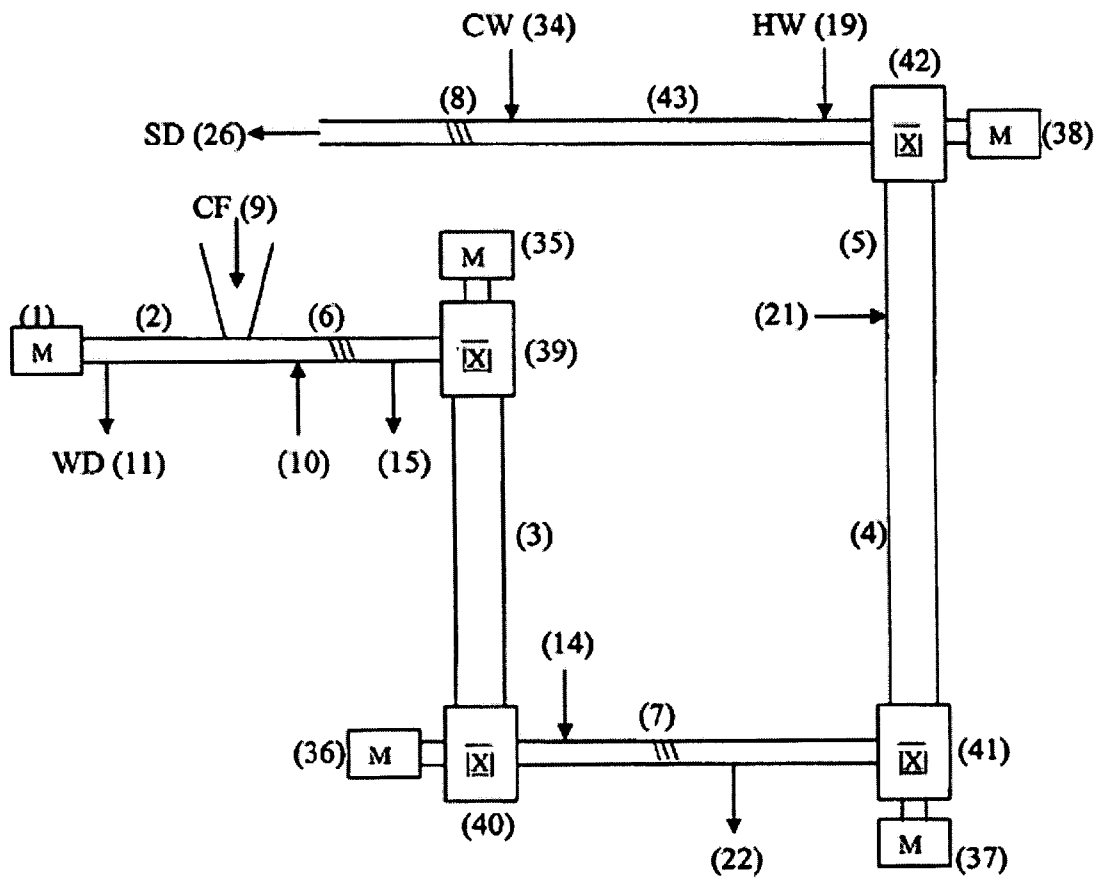 CW (34) HW (19) (42)
(8) (43)
SD (26) |X| M (38)
CF (9)
M (35) (5)
(1) (2) (6) (21)
M |X| (39)
WD (11) (10) (15)
(3) (4)
(14)
(7)
(36) M |X| |X| (41)
(40)
(22) M (37)